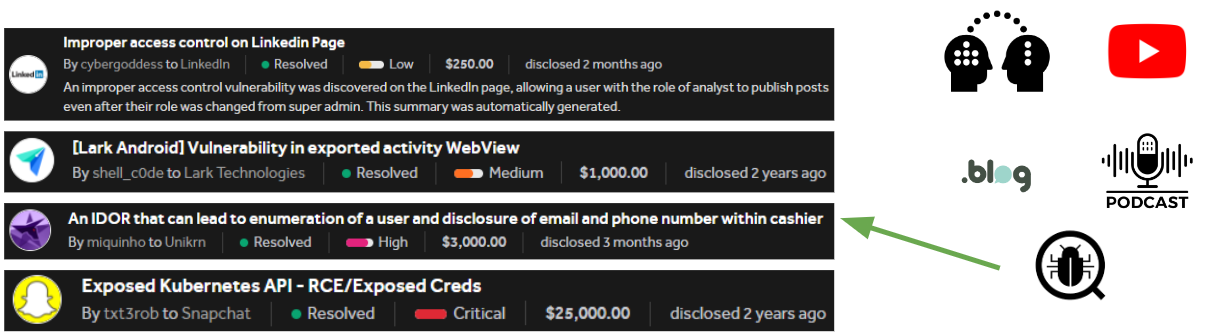 Improper access control on Linkedin Page
Linked in
By cybergoddess to LinkedIn Resolved Low $250.00 disclosed 2 months ago
An improper access control vulnerability was discovered on the LinkedIn page, allowing a user with the role of analyst to publish posts
even after their role was changed from super admin. This summary was automatically generated.
[Lark Android] Vulnerability in exported activity WebView
By shell_c0de to Lark Technologies Resolved Medium $1,000.00 disclosed 2 years ago
An IDOR that can lead to enumeration of a user and disclosure of email and phone number within cashier
By miquinho to Unikrn Resolved High $3,000.00 disclosed 3 months ago
Exposed Kubernetes API - RCE/Exposed Creds
By txt3rob to Snapchat Resolved Critical $25,000.00 disclosed 2 years ago
.blog
PODCAST